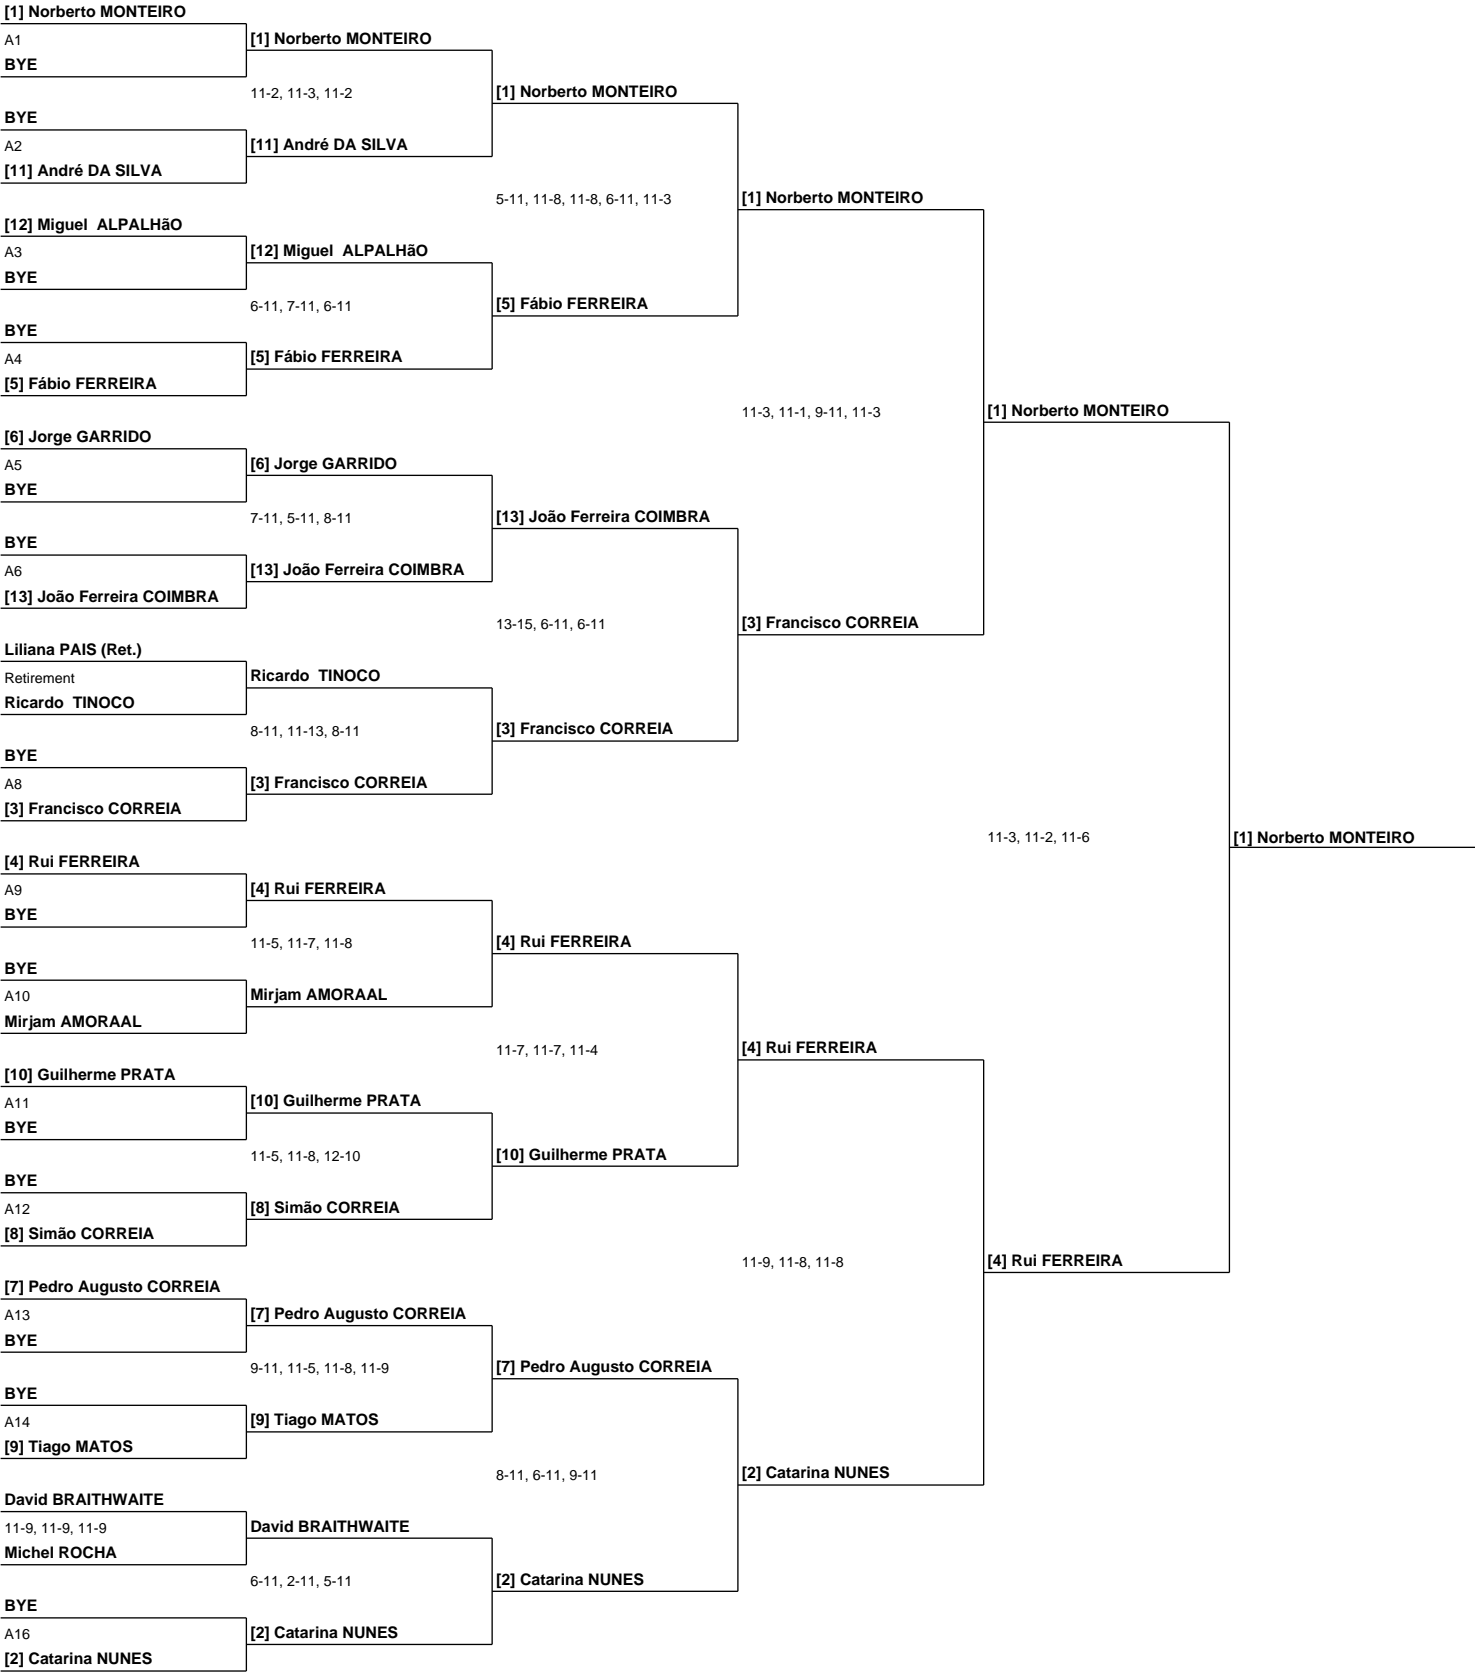 [1] Norberto MONTEIRO
A1
BYE
[1] Norberto MONTEIRO
11-2, 11-3, 11-2
BYE
A2
[11] André DA SILVA
[11] André DA SILVA
[1] Norberto MONTEIRO
5-11, 11-8, 11-8, 6-11, 11-3
[12] Miguel  ALPALHãO
A3
BYE
[12] Miguel  ALPALHãO
6-11, 7-11, 6-11
BYE
A4
[5] Fábio FERREIRA
[5] Fábio FERREIRA
[5] Fábio FERREIRA
[1] Norberto MONTEIRO
11-3, 11-1, 9-11, 11-3
[6] Jorge GARRIDO
A5
BYE
[6] Jorge GARRIDO
7-11, 5-11, 8-11
BYE
A6
[13] João Ferreira COIMBRA
[13] João Ferreira COIMBRA
[13] João Ferreira COIMBRA
13-15, 6-11, 6-11
Liliana PAIS (Ret.)
Retirement
Ricardo  TINOCO
Ricardo  TINOCO
8-11, 11-13, 8-11
BYE
A8
[3] Francisco CORREIA
[3] Francisco CORREIA
[3] Francisco CORREIA
[3] Francisco CORREIA
[1] Norberto MONTEIRO
11-3, 11-2, 11-6
[1] Norberto MONTEIRO
[4] Rui FERREIRA
A9
BYE
[4] Rui FERREIRA
11-5, 11-7, 11-8
BYE
A10
Mirjam AMORAAL
Mirjam AMORAAL
[4] Rui FERREIRA
11-7, 11-7, 11-4
[10] Guilherme PRATA
A11
BYE
[10] Guilherme PRATA
11-5, 11-8, 12-10
BYE
A12
[8] Simão CORREIA
[8] Simão CORREIA
[10] Guilherme PRATA
[4] Rui FERREIRA
11-9, 11-8, 11-8
[4] Rui FERREIRA
[7] Pedro Augusto CORREIA
A13
BYE
[7] Pedro Augusto CORREIA
9-11, 11-5, 11-8, 11-9
BYE
A14
[9] Tiago MATOS
[9] Tiago MATOS
[7] Pedro Augusto CORREIA
8-11, 6-11, 9-11
David BRAITHWAITE
11-9, 11-9, 11-9
Michel ROCHA
David BRAITHWAITE
6-11, 2-11, 5-11
BYE
A16
[2] Catarina NUNES
[2] Catarina NUNES
[2] Catarina NUNES
[2] Catarina NUNES